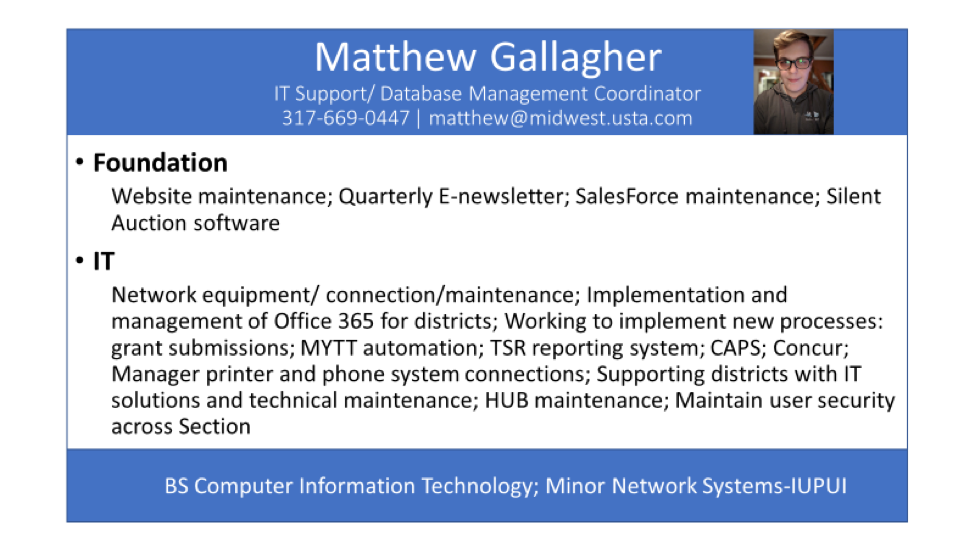 Matthew Gallagher
IT Support/ Database Management Coordinator
317-669-0447 | matthew@midwest.usta.com
• Foundation
Website maintenance; Quarterly E-newsletter; SalesForce maintenance; Silent
Auction software
• IT
Network equipment/ connection/maintenance; Implementation and
management of Office 365 for districts; Working to implement new processes:
grant submissions; MYTT automation; TSR reporting system; CAPS; Concur;
Manager printer and phone system connections; Supporting districts with IT
solutions and technical maintenance; HUB maintenance; Maintain user security
across Section
BS Computer Information Technology; Minor Network Systems-IUPUI